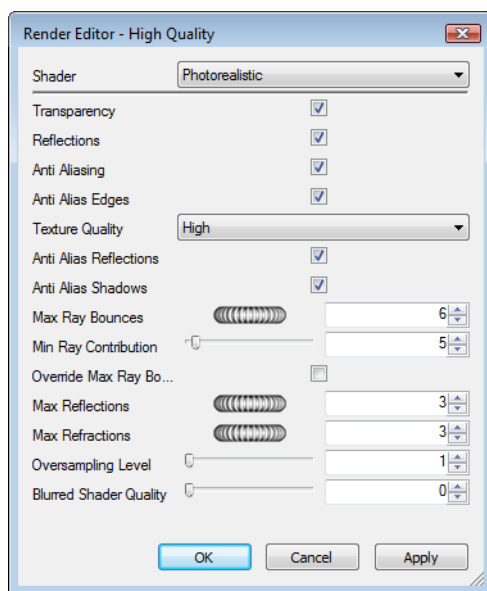 Render Editor - High Quality
Shader Photorealistic
Transparency
Reflections
Anti Aliasing
Anti Alias Edges
Texture Quality High
Anti Alias Reflections
Anti Alias Shadows
Max Ray Bounces 6
Min Ray Contribution 5
Override Max Ray Bo...
Max Reflections 3
Max Refractions 3
Oversampling Level 1
Blurred Shader Quality 0
OK Cancel Apply